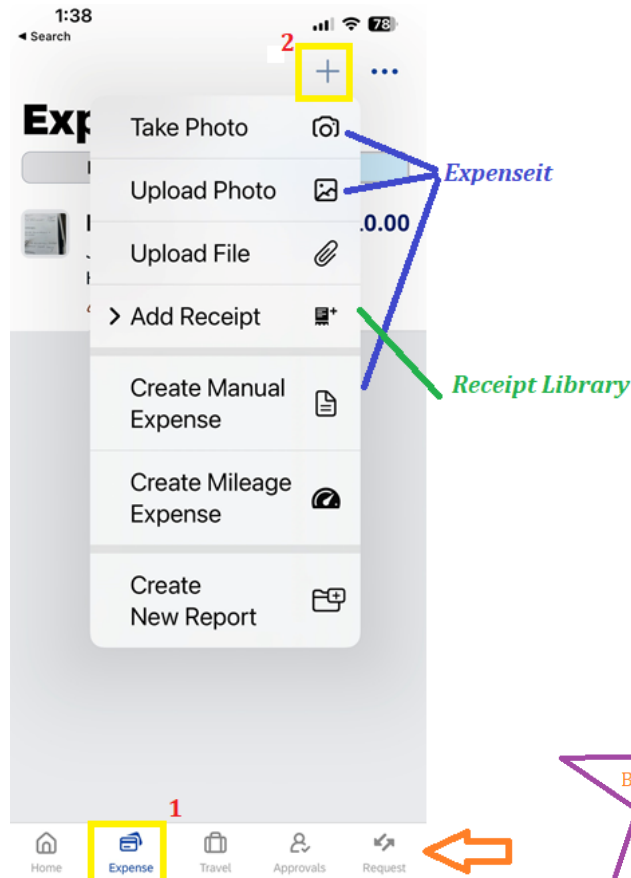 1:38
78
Search
2
Exp
Take Photo
Upload Photo
.0.00
Upload File
Add Receipt
Create Manual
Expense
Create Mileage
Expense
Create
New Report
Expenseit
Receipt Library
B
1
Home
Expense
Travel
Approvals
Request